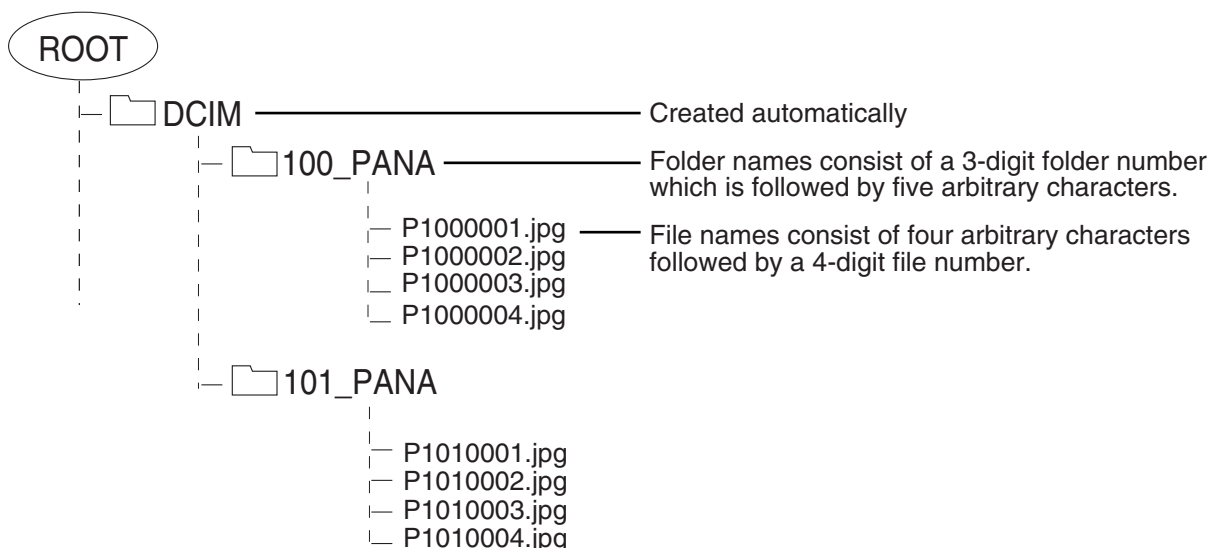 ROOT
DCIM
Created automatically
100_PANA
Folder names consist of a 3-digit folder number
which is followed by five arbitrary characters.
P1000001.jpg
File names consist of four arbitrary characters
followed by a 4-digit file number.
P1000002.jpg
P1000003.jpg
P1000004.jpg
101_PANA
P1010001.jpg
P1010002.jpg
P1010003.jpg
P1010004.jpg